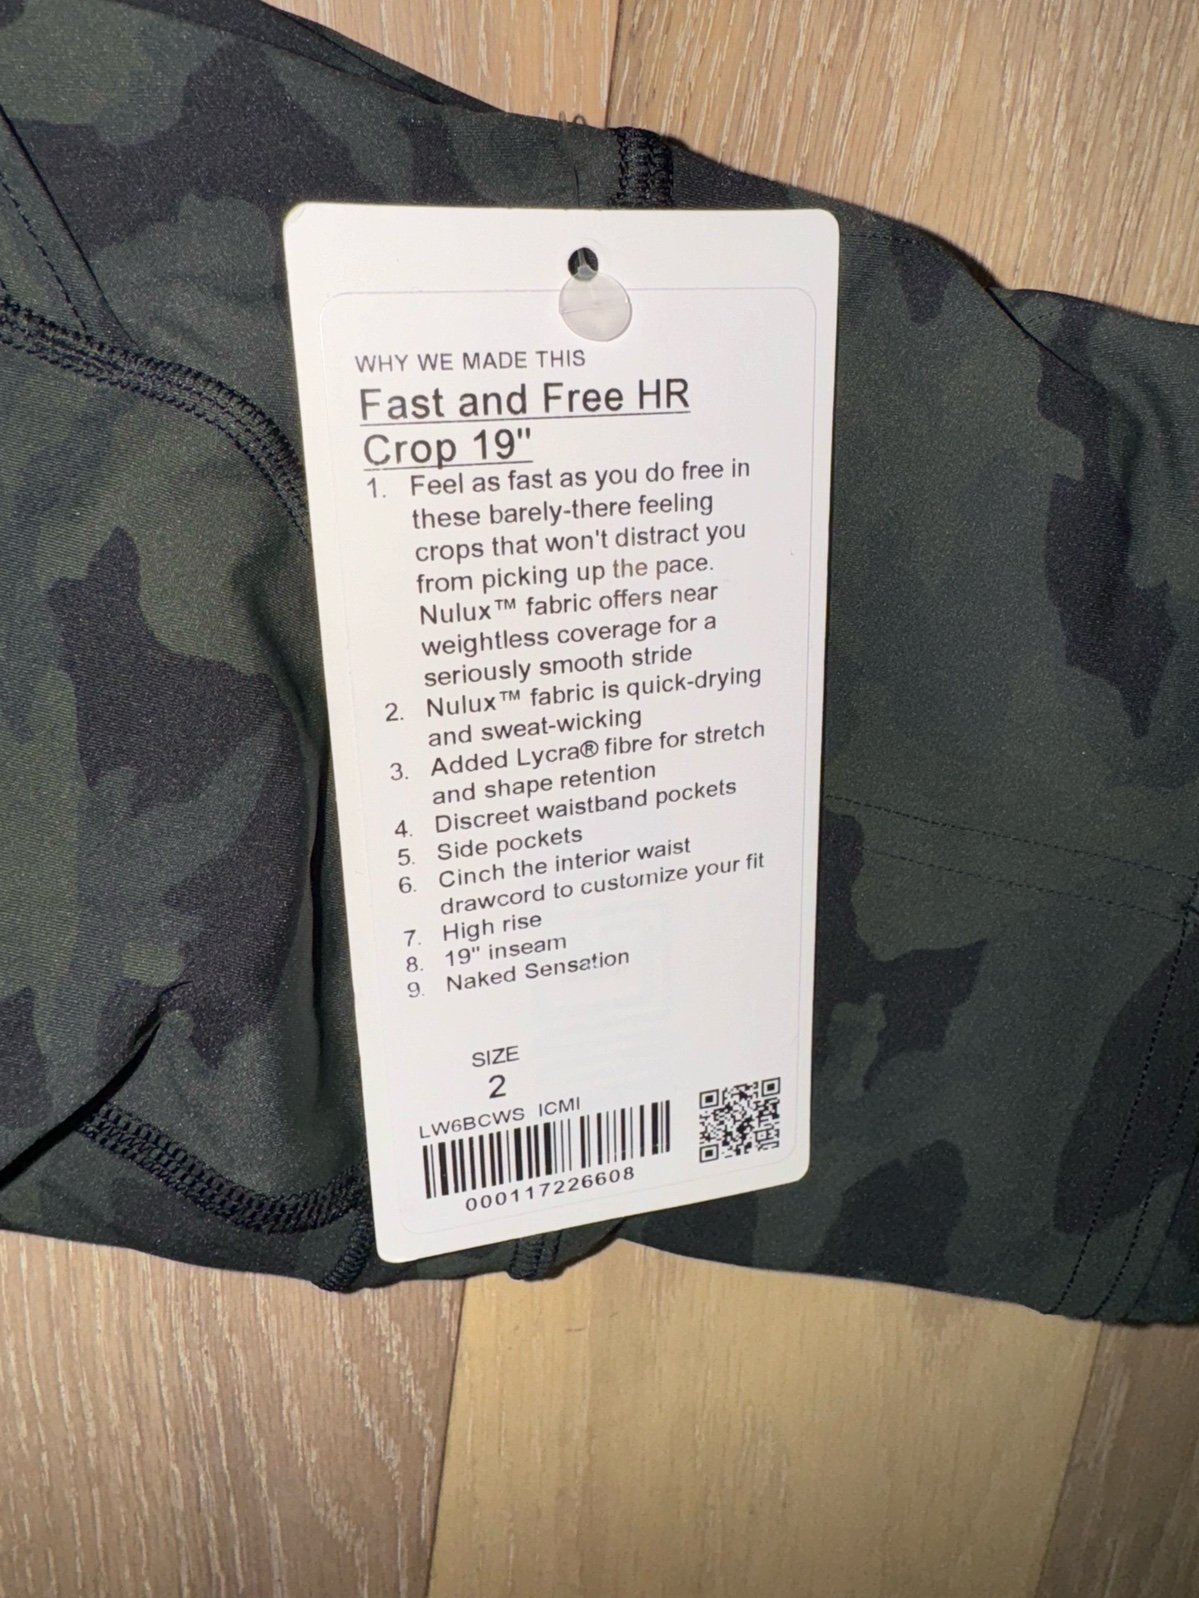 WHY WE MADE THIS
Fast and Free HR
Crop 19"
1. Feel as fast as you do free in
these barely-there feeling
crops that won't distract you
from picking up the pace.
Nulux™ fabric offers near
weightless coverage for a
seriously smooth stride
2. Nulux™ fabric is quick-drying
and sweat-wicking
3. Added Lycra® fibre for stretch
and shape retention
4. Discreet waistband pockets
5. Side pockets
6. Cinch the interior waist
drawcord to customize your fit
7. High rise
8. 19" inseam
9. Naked Sensation
SIZE
2
LW6BCWS ICMI
000117226608